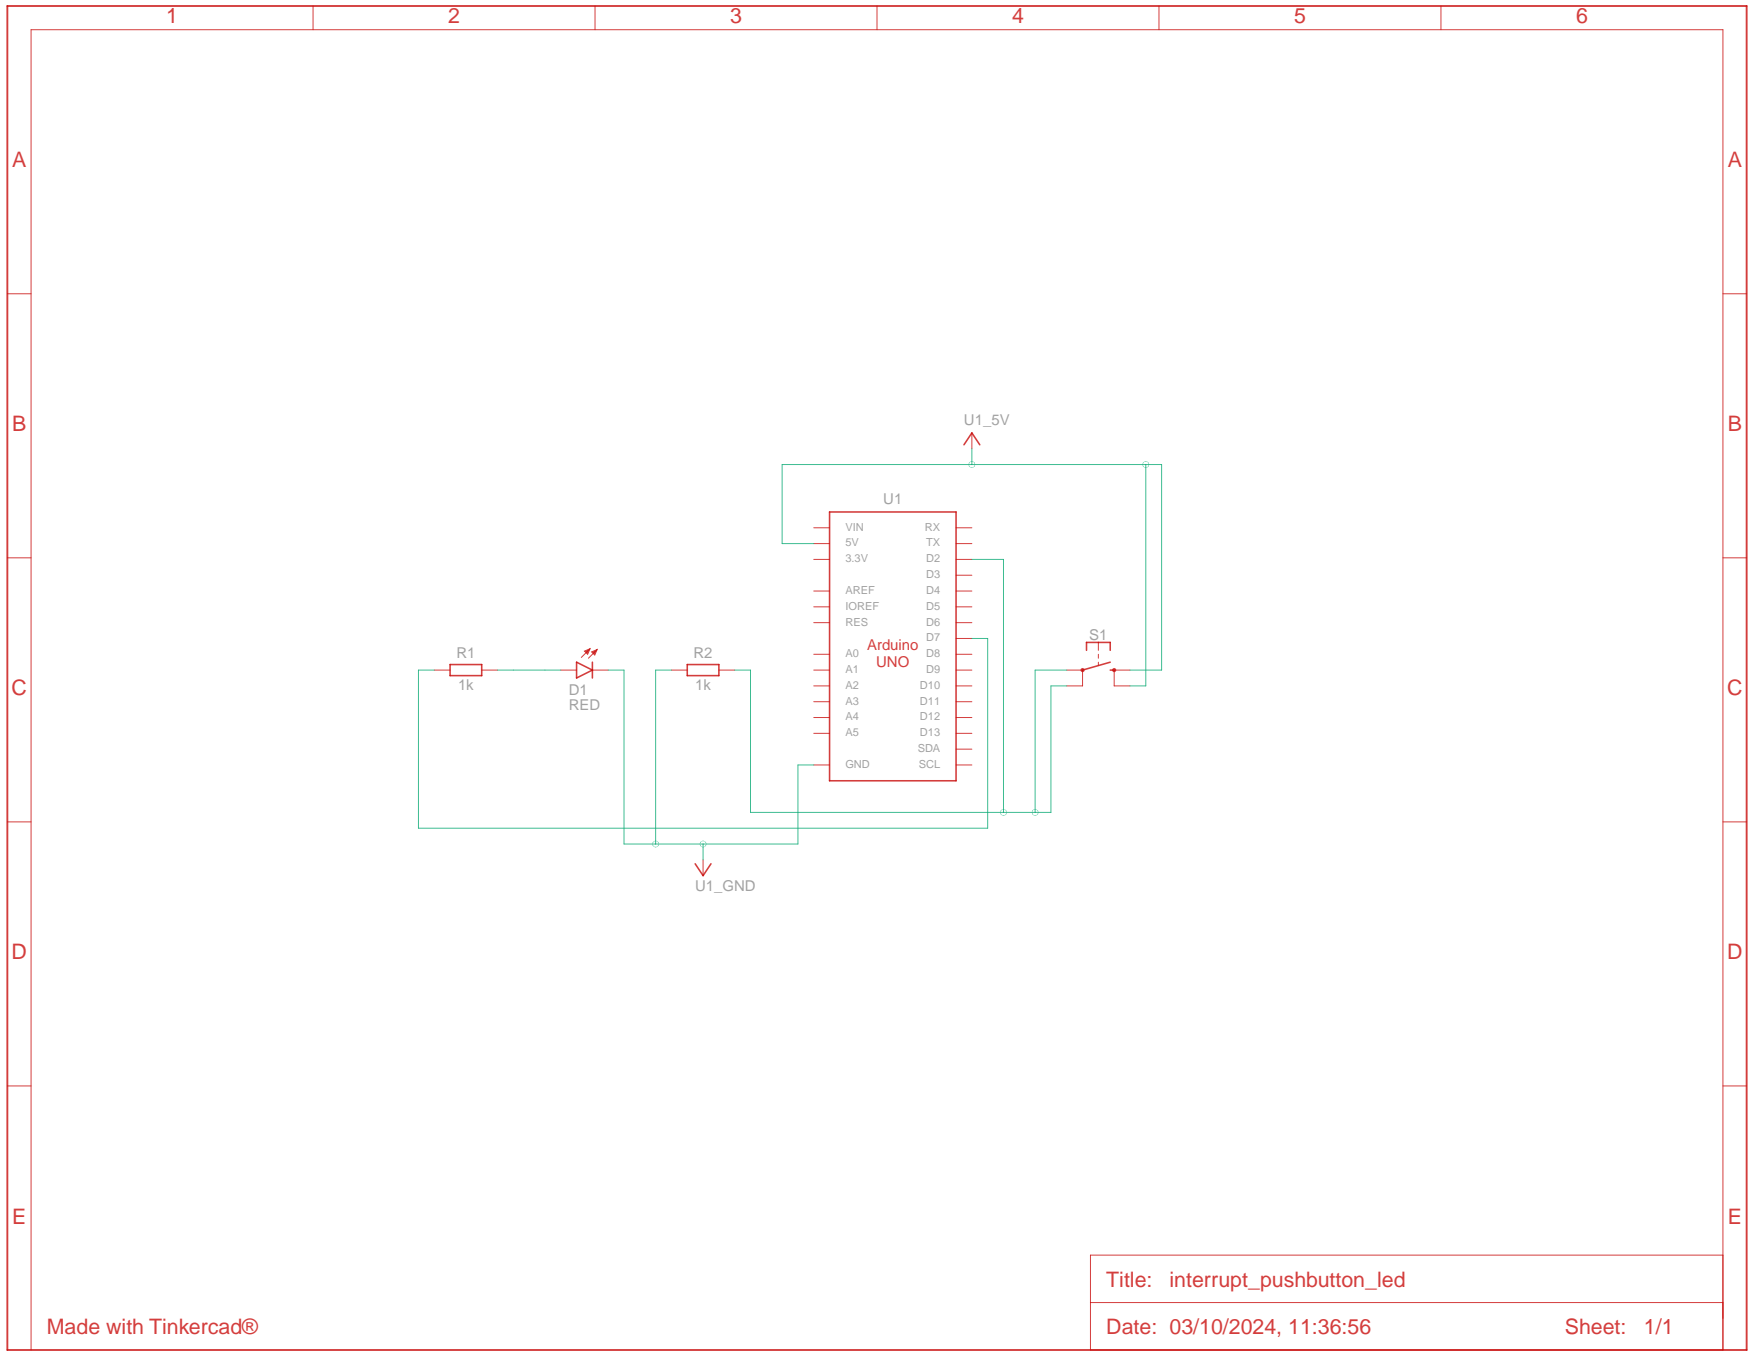 1 2 3 4 5 6
A A
U1_5V
B B
U1
VIN RX
5V TX
3.3V D2
D3
AREF D4
IOREF D5
RES D6
D7
Arduino
UNO
A0 D8
A1 D9
A2 D10
A3 D11
A4 D12
A5 D13
SDA
GND SCL
S1
R1
1k
D1
RED
R2
1k
C C
U1_GND
D D
E E
Title: interrupt_pushbutton_led
Made with Tinkercad®
Date: 03/10/2024, 11:36:56 Sheet: 1/1